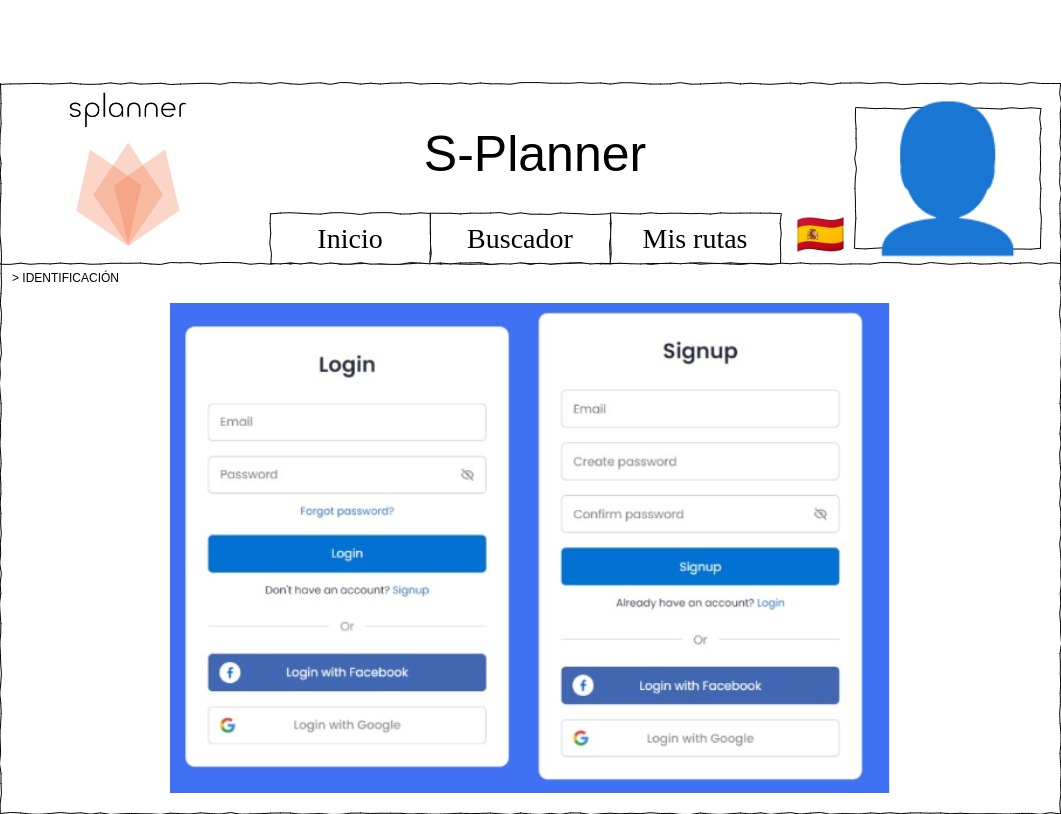 splanner
S-Planner
Inicio
Buscador
Mis rutas
> IDENTIFICACIÓN
Login
Email
Password
Forgot password?
Login
Don't have an account? Signup
Or
Login with Facebook
Login with Google
Signup
Email
Create password
Confirm password
Signup
Already have an account? Login
Or
Login with Facebook
Login with Google